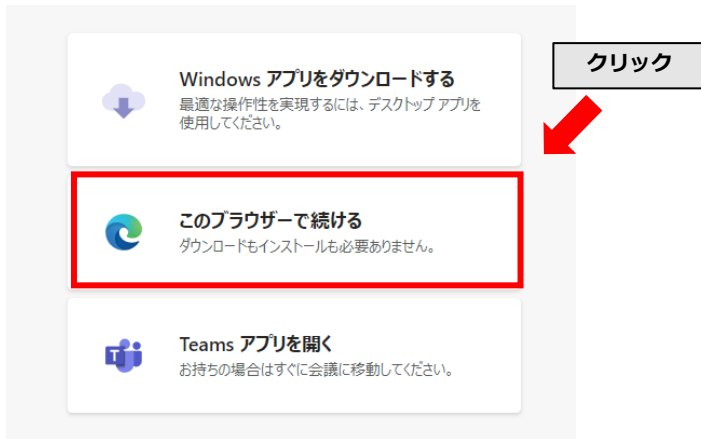 Windows アプリをダウンロードする
クリック
最適な操作性を実現するには、デスクトップ アプリを
使用してください。
このブラウザーで続ける
ダウンロードもインストールも必要ありません。
Teams アプリを開く
お持ちの場合はすぐに会議に移動してください。